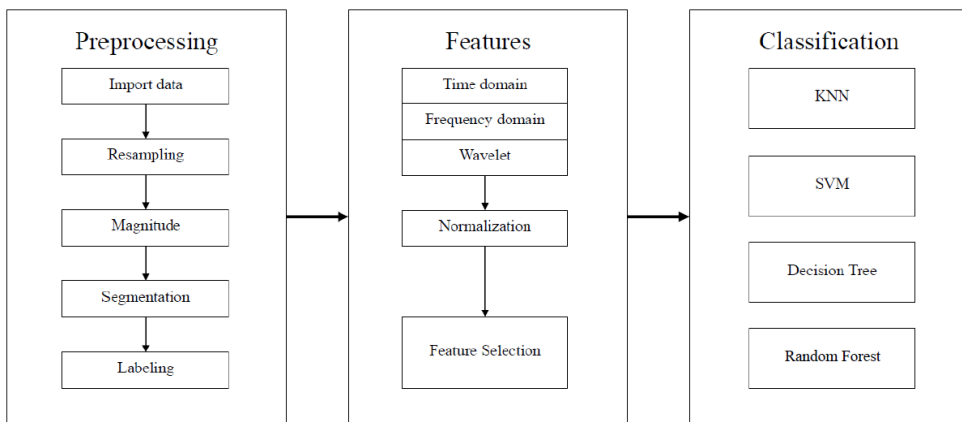 Preprocessing
Import data
Resampling
Magnitude
Segmentation
Labeling
Features
Time domain
Frequency domain
Wavelet
Normalization
Feature Selection
Classification
KNN
SVM
Decision Tree
Random Forest